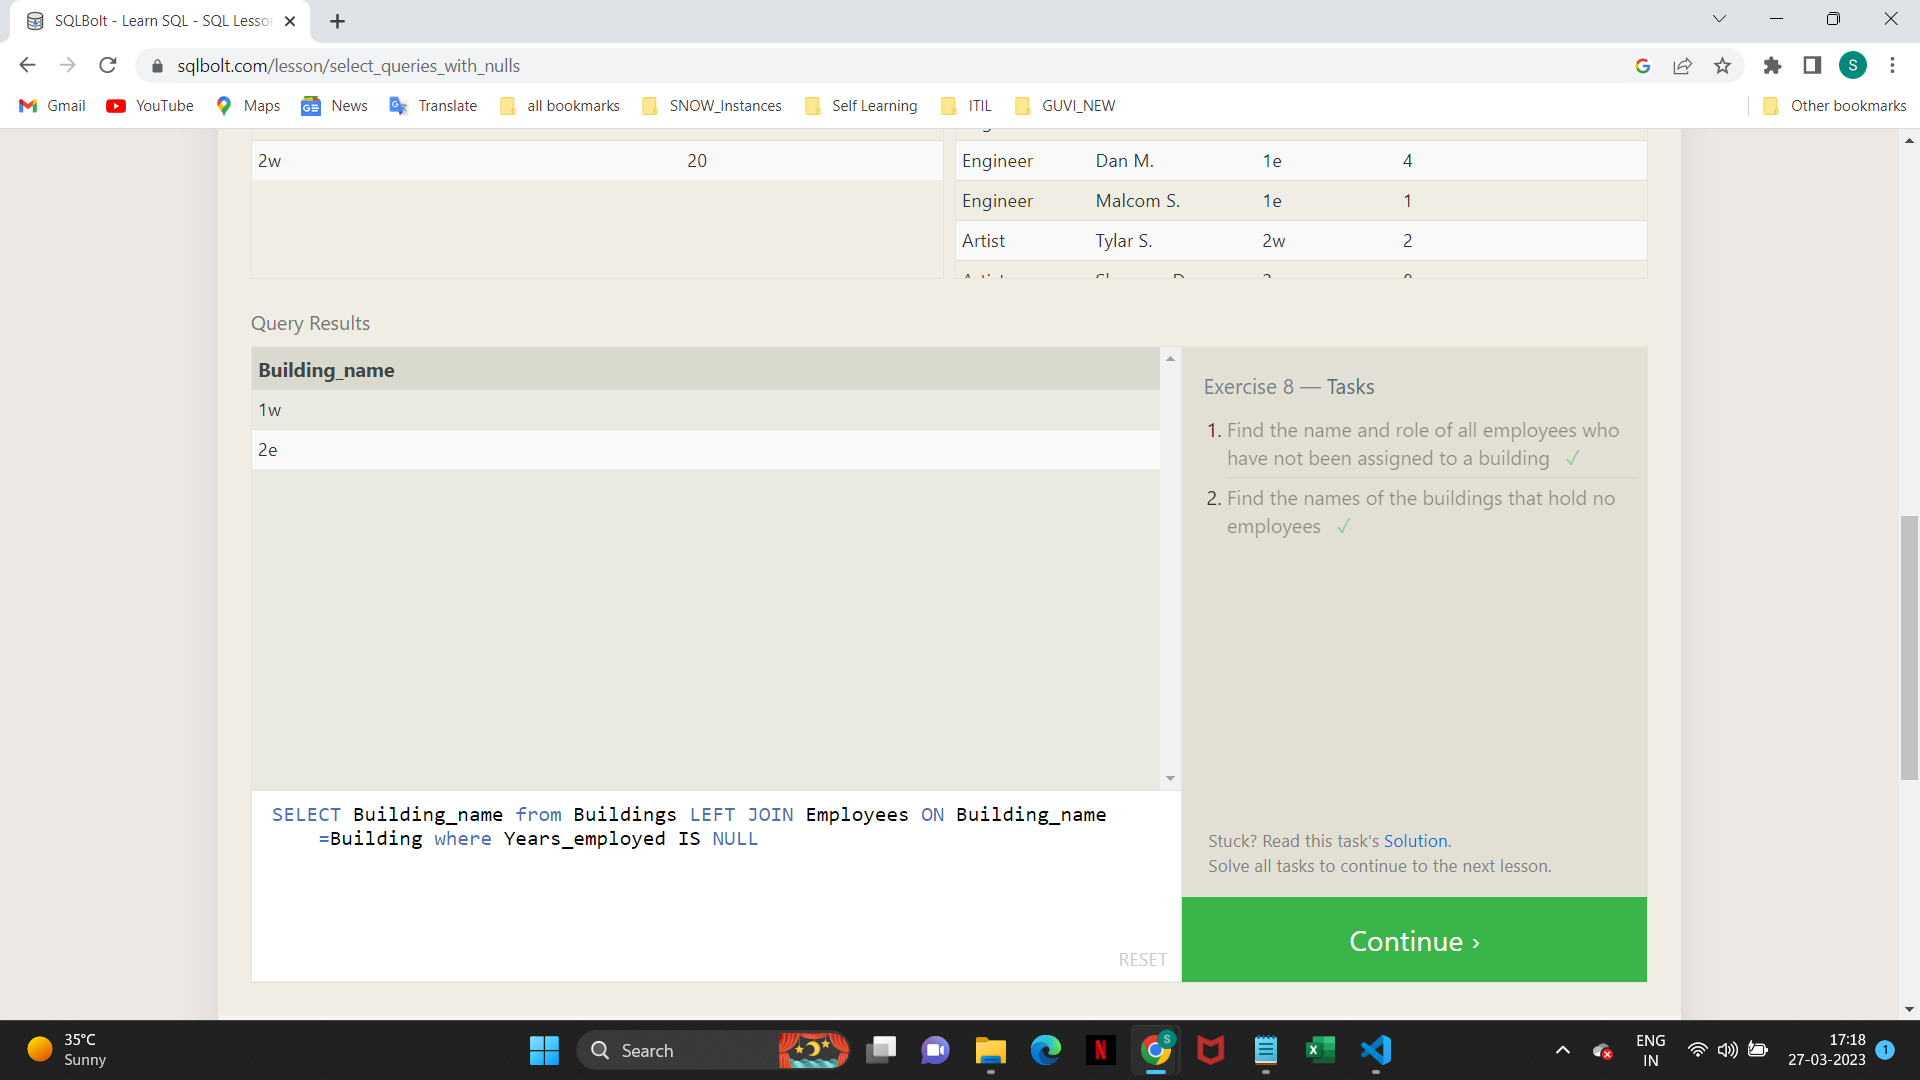 SQLBolt - Learn SQL - SQL Lesso
sqlbolt.com/lesson/select_queries_with_nulls
S
Gmail YouTube Maps News Translate all bookmarks SNOW_Instances Self Learning ITIL GUVI_NEW Other bookmarks
2w 20
Engineer Dan M. 1e 4
Engineer Malcom S. 1e 1
Artist Tylar S. 2w 2
Query Results
Building_name
1w
2e
Exercise 8 — Tasks
1. Find the name and role of all employees who
have not been assigned to a building ✓
2. Find the names of the buildings that hold no
employees ✓
SELECT Building_name from Buildings LEFT JOIN Employees ON Building_name
=Building where Years_employed IS NULL
RESET
Stuck? Read this task's Solution.
Solve all tasks to continue to the next lesson.
Continue ›
35°C
Sunny
Search
ENG
IN
17:18
27-03-2023
1